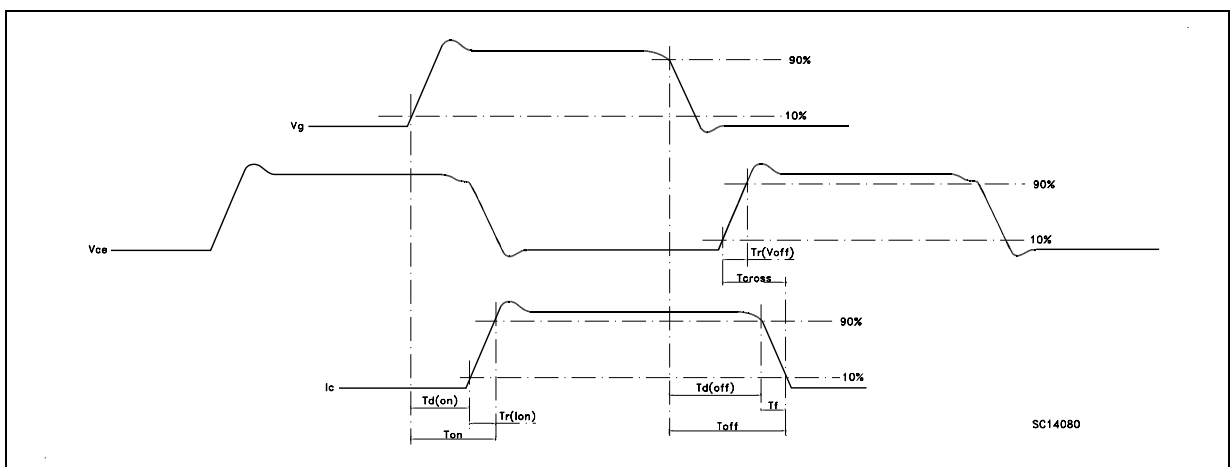 90%
10%
Vg
90%
Vce
10%
Tr(Voff)
Tcross
90%
10%
Ic
Td(off)
Td(on)
Tf
Tr(Ion)
Ton
Toff
SC14080